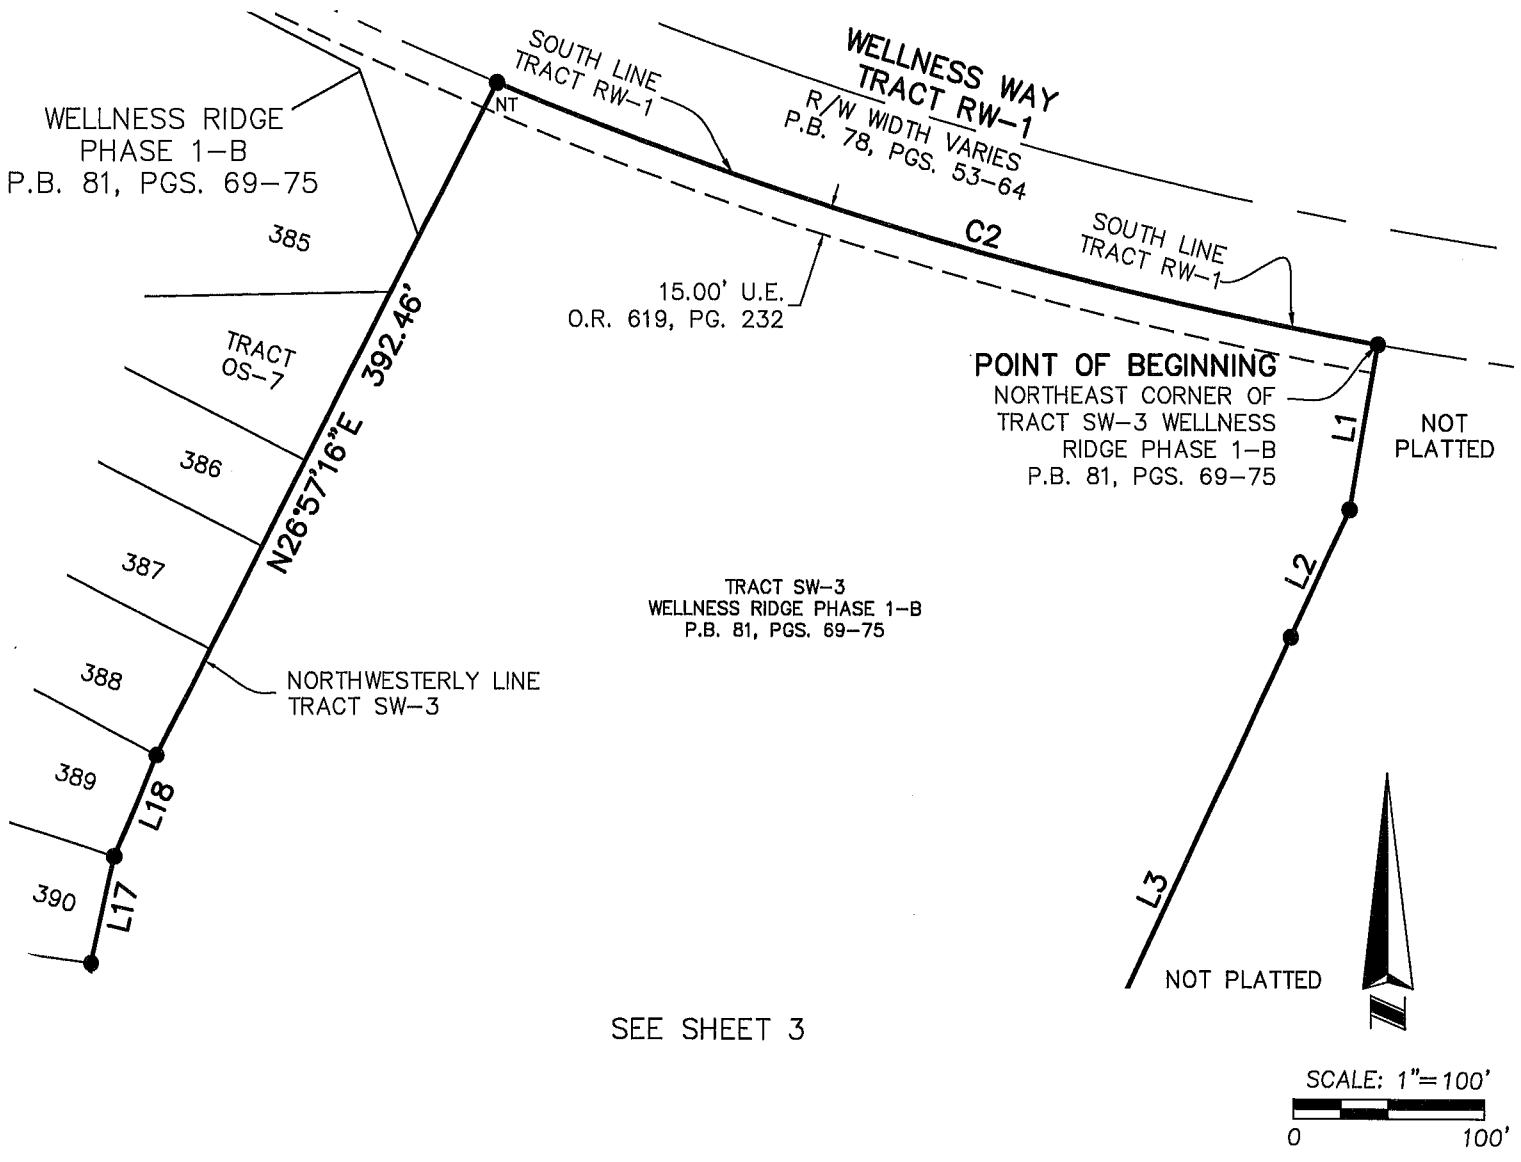 WELLNESS WAY
TRACT RW-1
R/W WIDTH VARIES
P.B. 78, PGS. 53-64
SOUTH LINE
TRACT RW-1
NT
WELLNESS RIDGE
PHASE 1-B
P.B. 81, PGS. 69-75
C2
SOUTH LINE
TRACT RW-1
385
15.00' U.E.
O.R. 619, PG. 232
TRACT
OS-7
N26°57'16"E 392.46'
POINT OF BEGINNING
NORTHEAST CORNER OF
TRACT SW-3 WELLNESS
RIDGE PHASE 1-B
P.B. 81, PGS. 69-75
L1
NOT
PLATTED
386
387
L2
TRACT SW-3
WELLNESS RIDGE PHASE 1-B
P.B. 81, PGS. 69-75
388
NORTHWESTERLY LINE
TRACT SW-3
389
L18
390
L17
L3
NOT PLATTED
N
SEE SHEET 3
SCALE: 1"=100'
0 100'